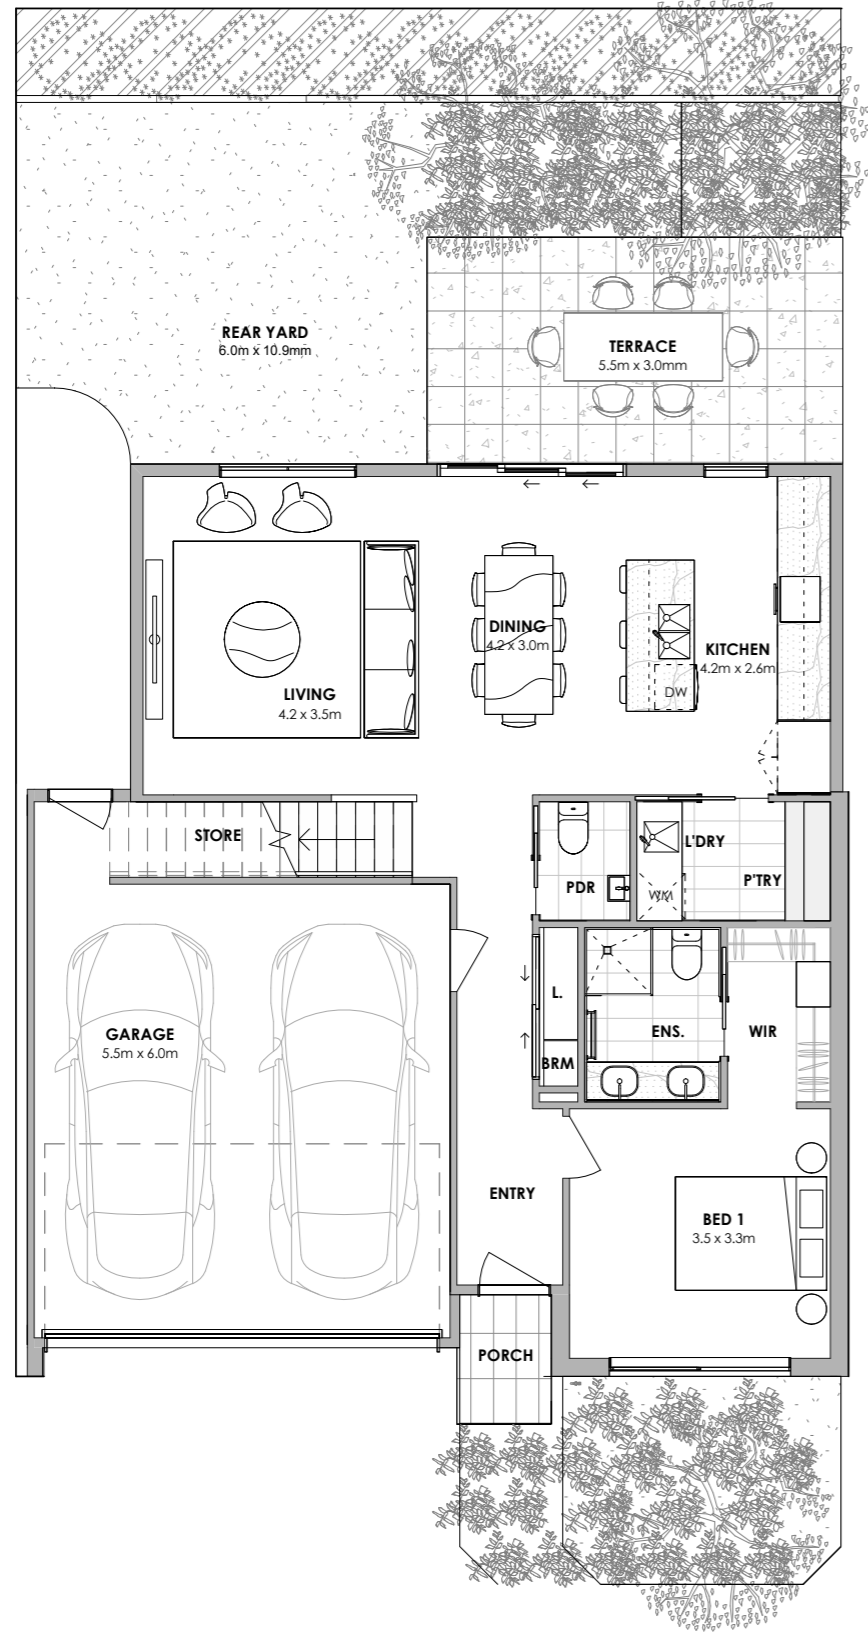 REAR YARD
6.0m x 10.9mm
TERRACE
5.5m x 3.0mm
DINING
4.2 x 3.0m
KITCHEN
4.2m x 2.6m
DW
LIVING
4.2 x 3.5m
STORE
L'DRY
P'TRY
PDR
WM
L.
ENS.
WIR
BRM
GARAGE
5.5m x 6.0m
ENTRY
BED 1
3.5 x 3.3m
PORCH